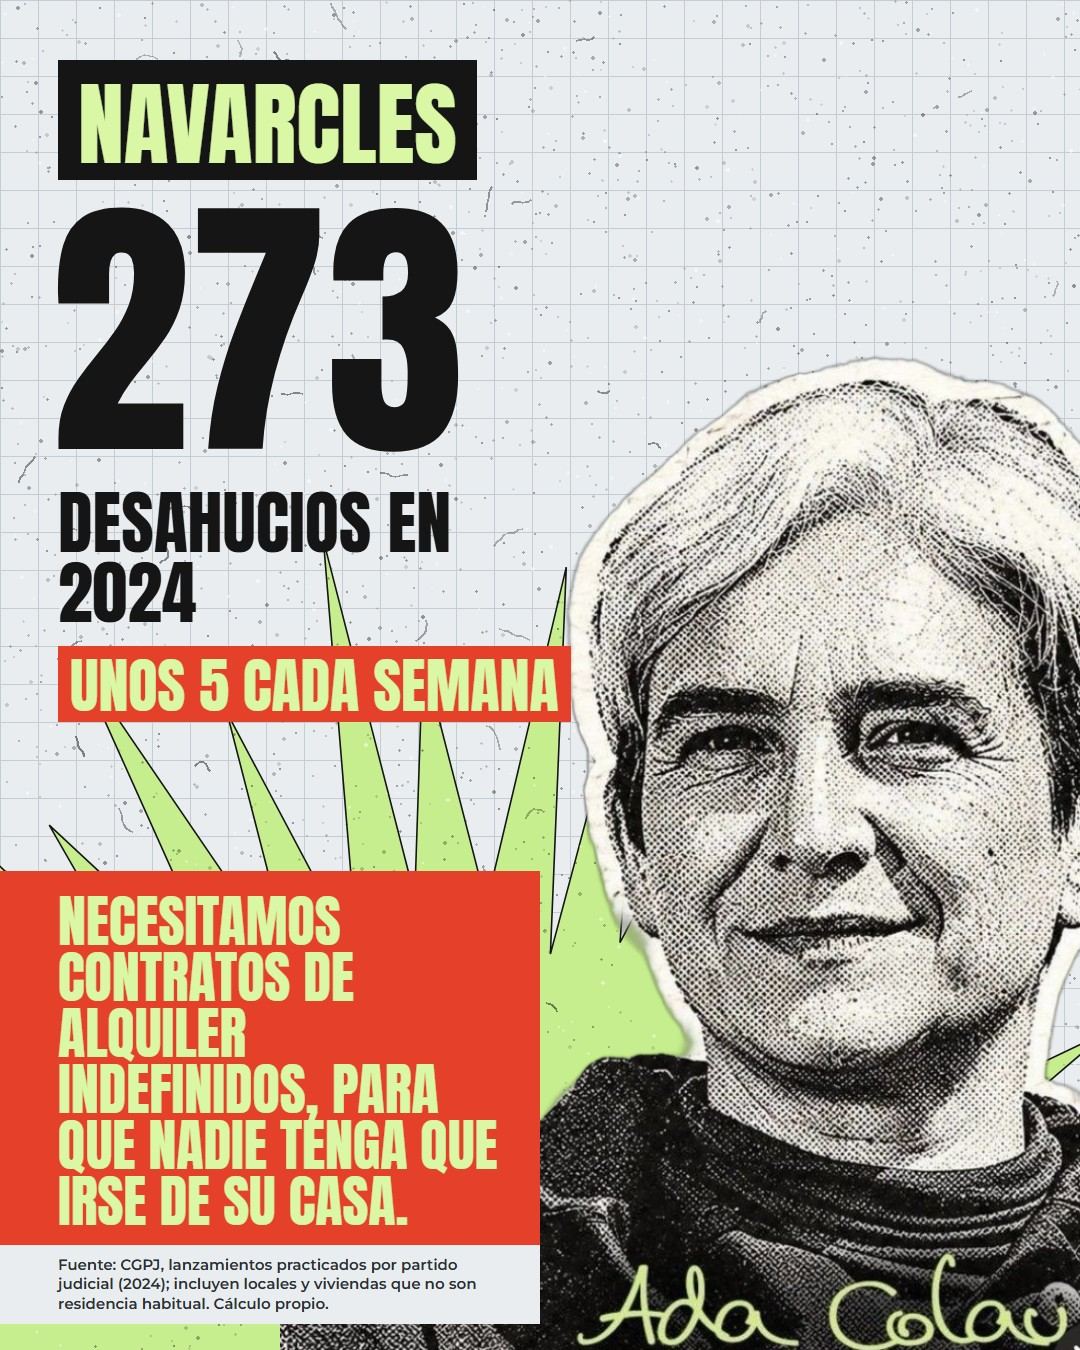 NAVARCLES
273
DESAHUCIOS EN
2024
UNOS 5 CADA SEMANA
NECESITAMOS
CONTRATOS DE
ALQUILER
INDEFINIDOS, PARA
QUE NADIE TENGA QUE
IRSE DE SU CASA.
Fuente: CGPJ, lanzamientos practicados por partido
judicial (2024); incluyen locales y viviendas que no son
residencia habitual. Cálculo propio.
Ada Colau